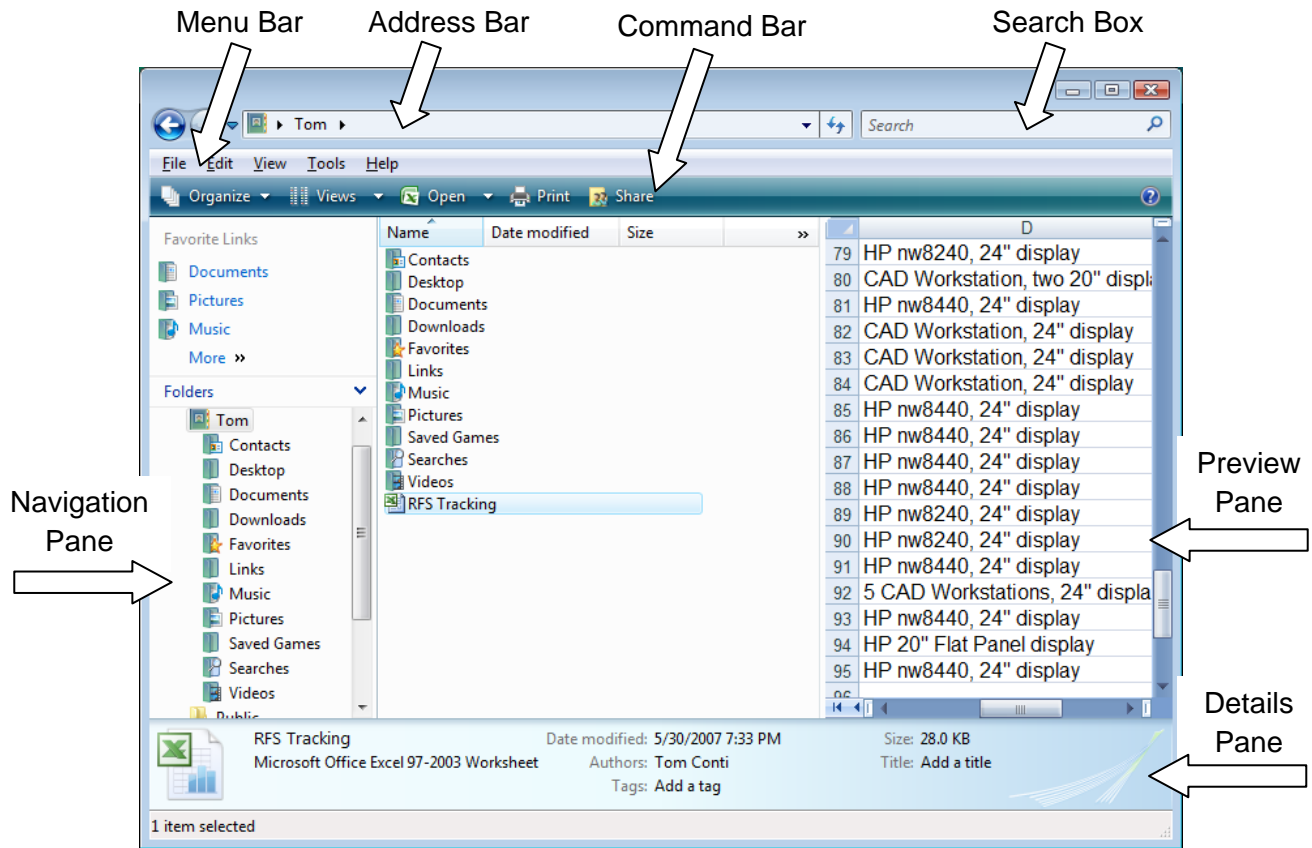 Menu Bar Address Bar Command Bar Search Box
Tom
Search
File Edit View Tools Help
Organize Views Open Print Share
Favorite Links
Documents
Pictures
Music
More »
Folders
Tom
Contacts
Desktop
Documents
Downloads
Favorites
Links
Music
Pictures
Saved Games
Searches
Videos
Public
Name Date modified Size »
Contacts
Desktop
Documents
Downloads
Favorites
Links
Music
Pictures
Saved Games
Searches
Videos
RFS Tracking
D
79 HP nw8240, 24" display
80 CAD Workstation, two 20" displa
81 HP nw8440, 24" display
82 CAD Workstation, 24" display
83 CAD Workstation, 24" display
84 CAD Workstation, 24" display
85 HP nw8440, 24" display
86 HP nw8440, 24" display
87 HP nw8440, 24" display
88 HP nw8440, 24" display
89 HP nw8240, 24" display
90 HP nw8240, 24" display
91 HP nw8440, 24" display
92 5 CAD Workstations, 24" displa
93 HP nw8440, 24" display
94 HP 20" Flat Panel display
95 HP nw8440, 24" display
96
Navigation
Pane
Preview
Pane
Details
Pane
RFS Tracking
Microsoft Office Excel 97-2003 Worksheet
Date modified: 5/30/2007 7:33 PM
Authors: Tom Conti
Tags: Add a tag
Size: 28.0 KB
Title: Add a title
1 item selected